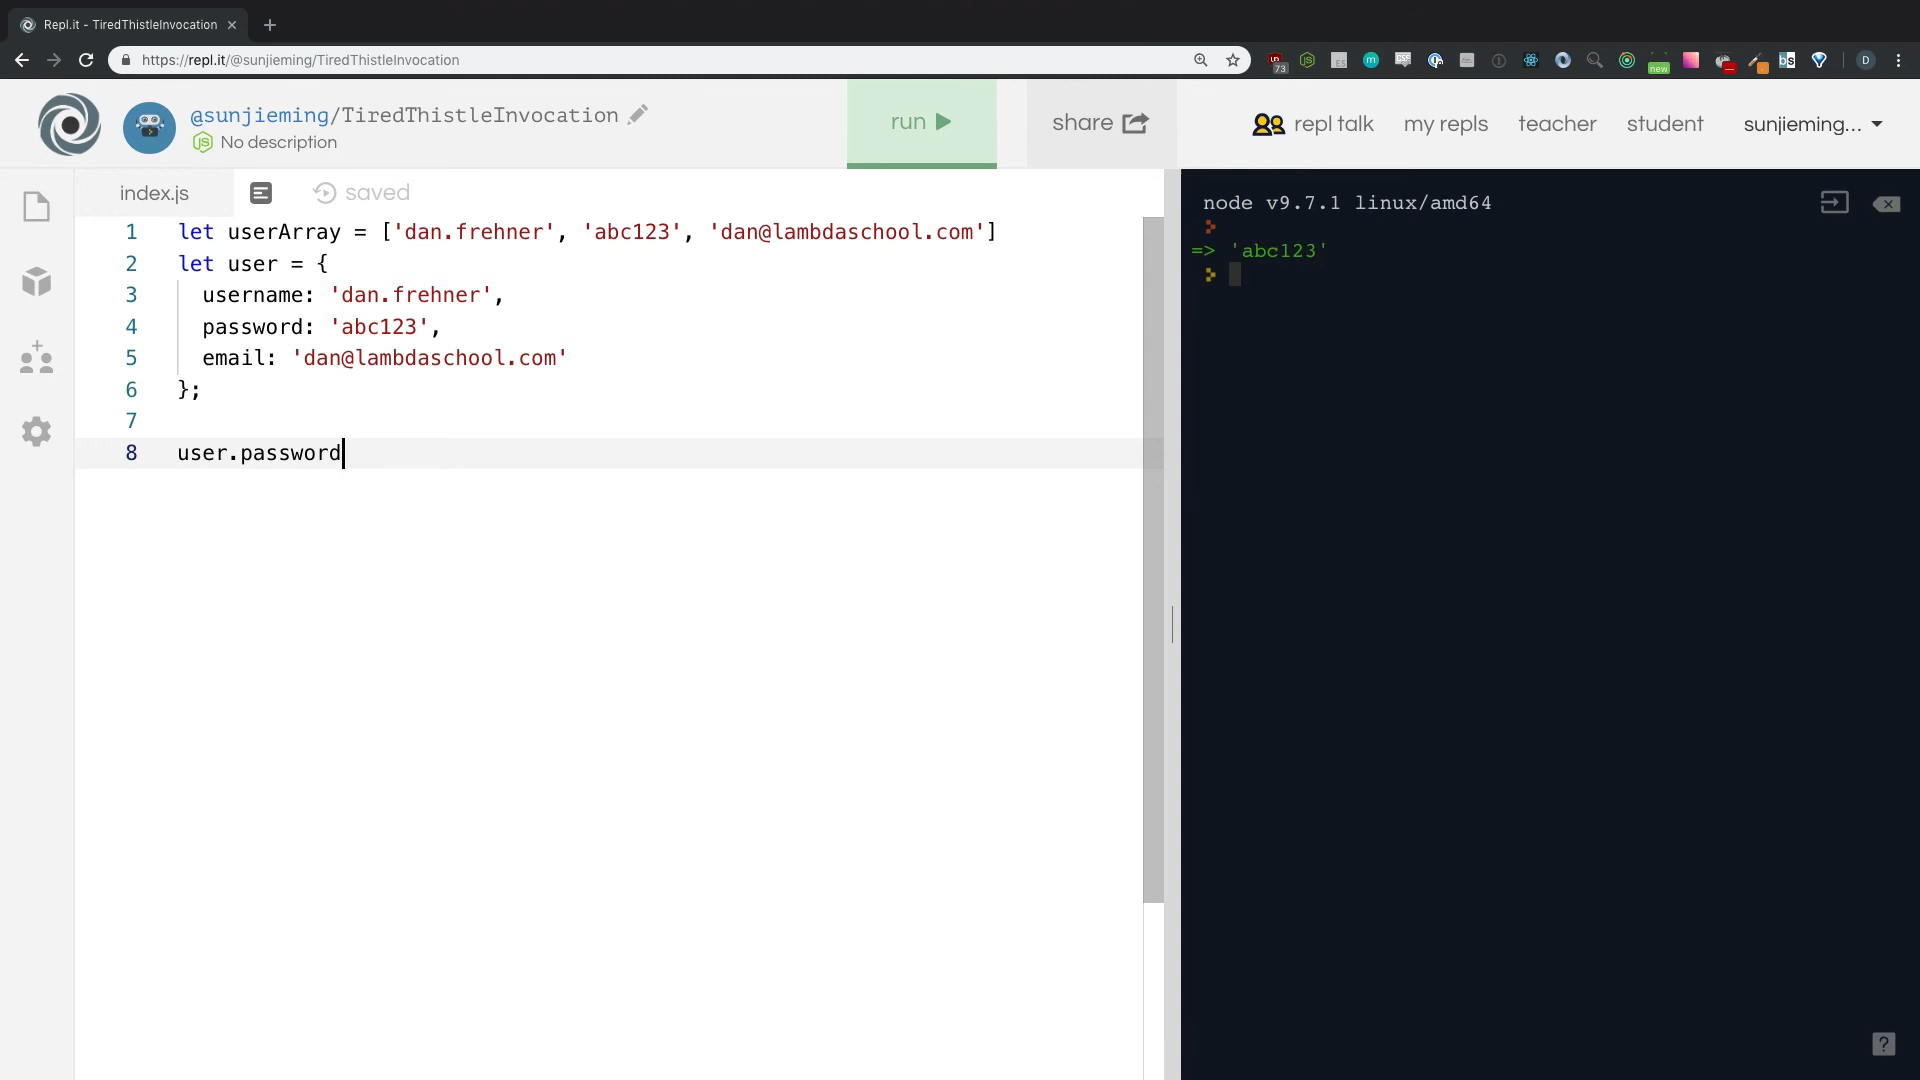 Repl.it - TiredThistleInvocation
https://repl.it/@sunjieming/TiredThistleInvocation
73
new
D
@sunjieming/TiredThistleInvocation
No description
run
share
repl talk
my repls
teacher
student
sunjieming...
index.js
saved
1 let userArray = ['dan.frehner', 'abc123', 'dan@lambdaschool.com']
2 let user = {
3 username: 'dan.frehner',
4 password: 'abc123',
5 email: 'dan@lambdaschool.com'
6 };
7
8 user.password
node v9.7.1 linux/amd64
=> 'abc123'
?